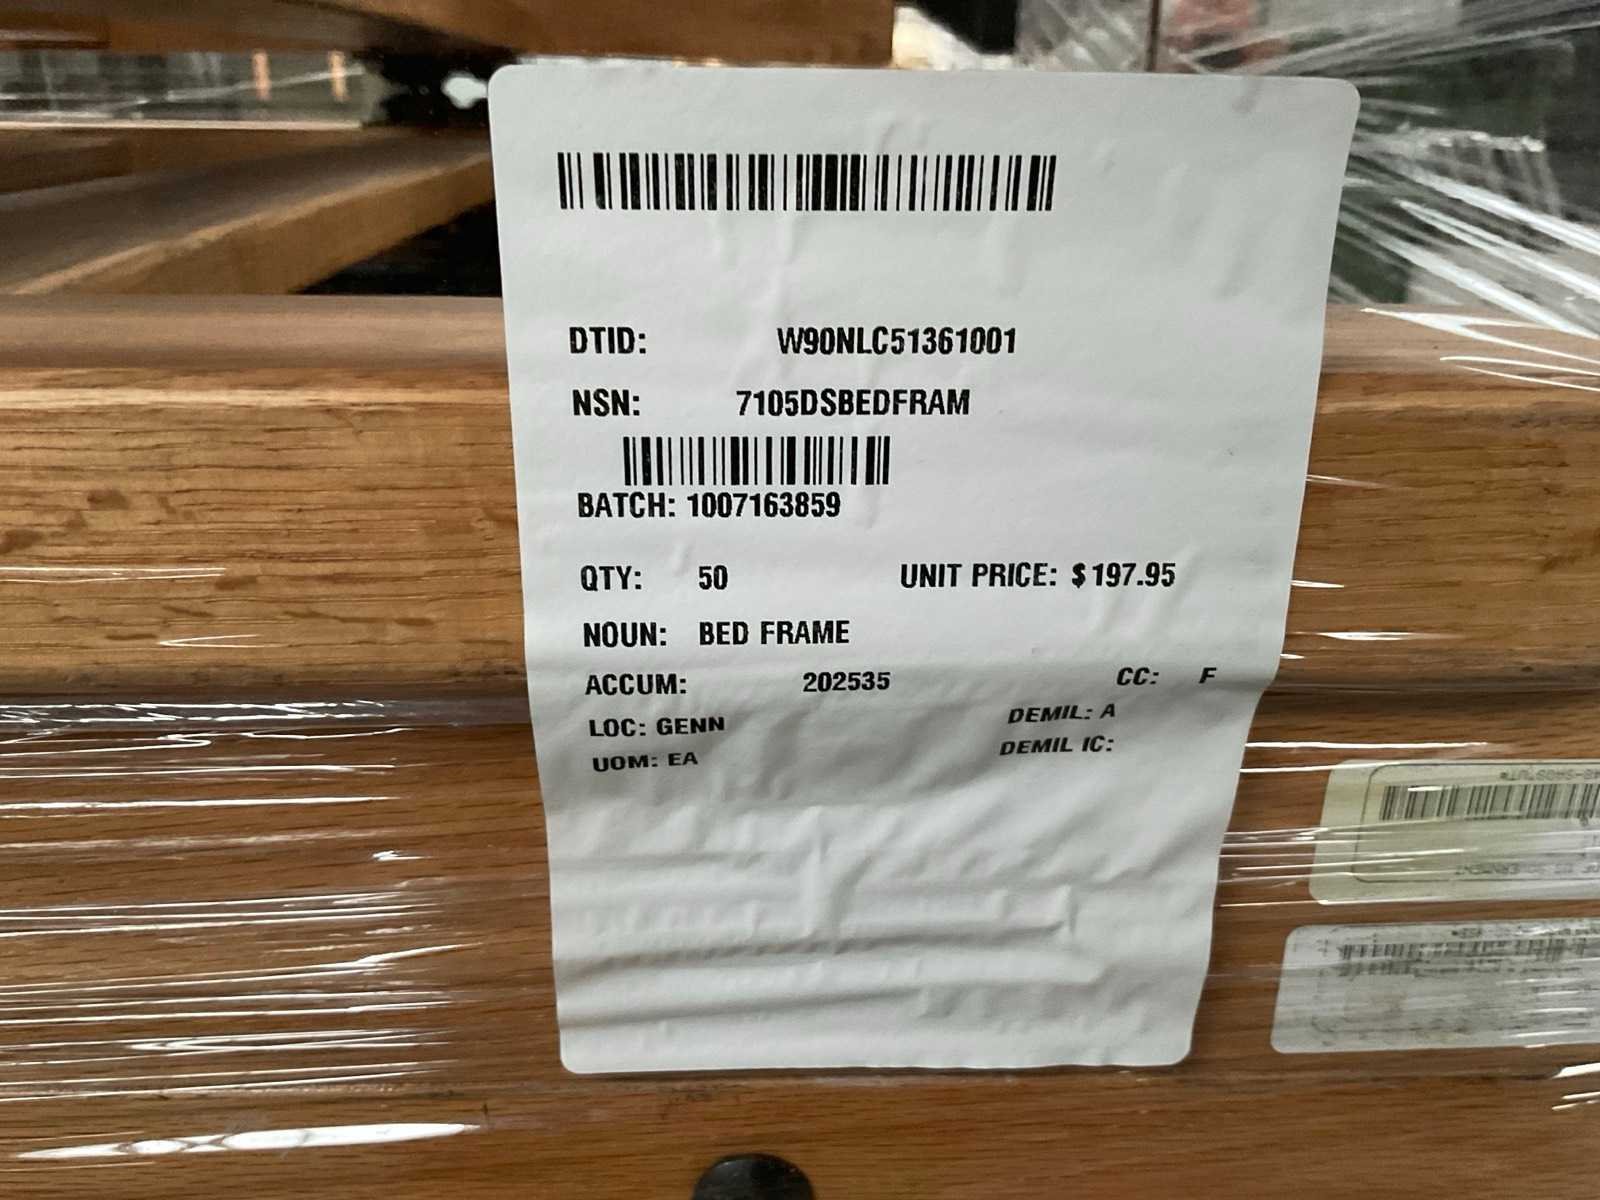 DTID: W90NLC51361001
NSN: 7105DSBEDFRAM
BATCH: 1007163859
QTY: 50 UNIT PRICE: $197.95
NOUN: BED FRAME
ACCUM: 202535 CC: F
LOC: GENN DEMIL: A
UOM: EA DEMIL IC: